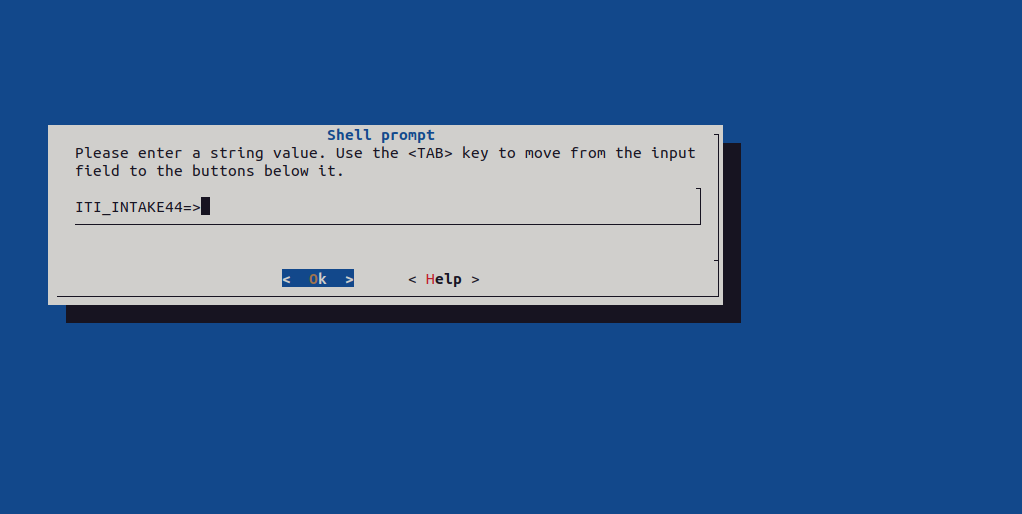 Shell prompt
Please enter a string value. Use the <TAB> key to move from the input
field to the buttons below it.
ITI_INTAKE44=>
< Ok > < Help >